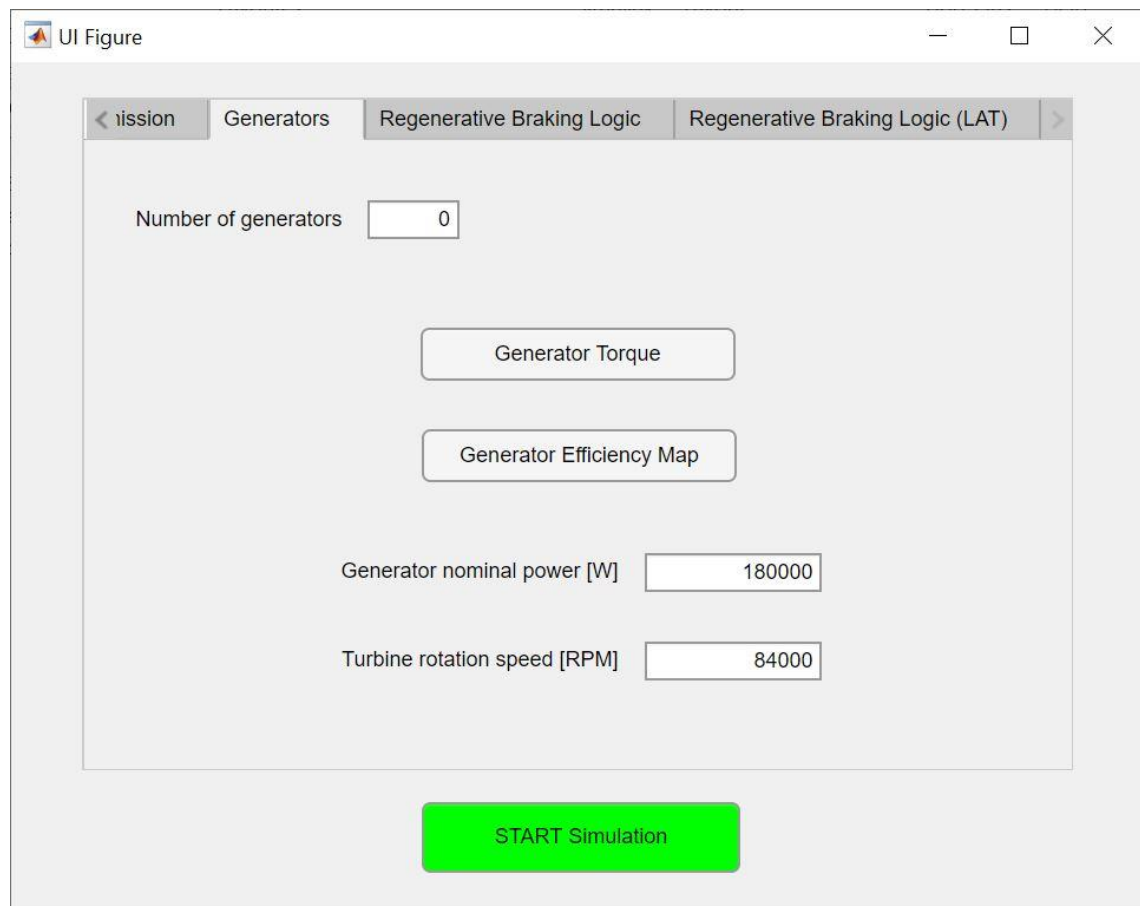 UI Figure
ission Generators Regenerative Braking Logic Regenerative Braking Logic (LAT)
Number of generators 0
Generator Torque
Generator Efficiency Map
Generator nominal power [W] 180000
Turbine rotation speed [RPM] 84000
START Simulation